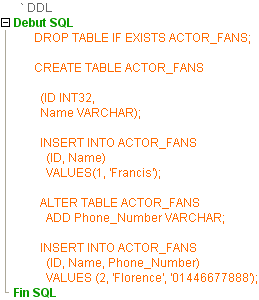 ` DDL
Debut SQL
DROP TABLE IF EXISTS ACTOR_FANS;
CREATE TABLE ACTOR_FANS
(ID INT32,
Name VARCHAR);
INSERT INTO ACTOR_FANS
(ID, Name)
VALUES(1, 'Francis');
ALTER TABLE ACTOR_FANS
ADD Phone_Number VARCHAR;
INSERT INTO ACTOR_FANS
(ID, Name, Phone_Number)
VALUES (2, 'Florence', '01446677888');
Fin SQL